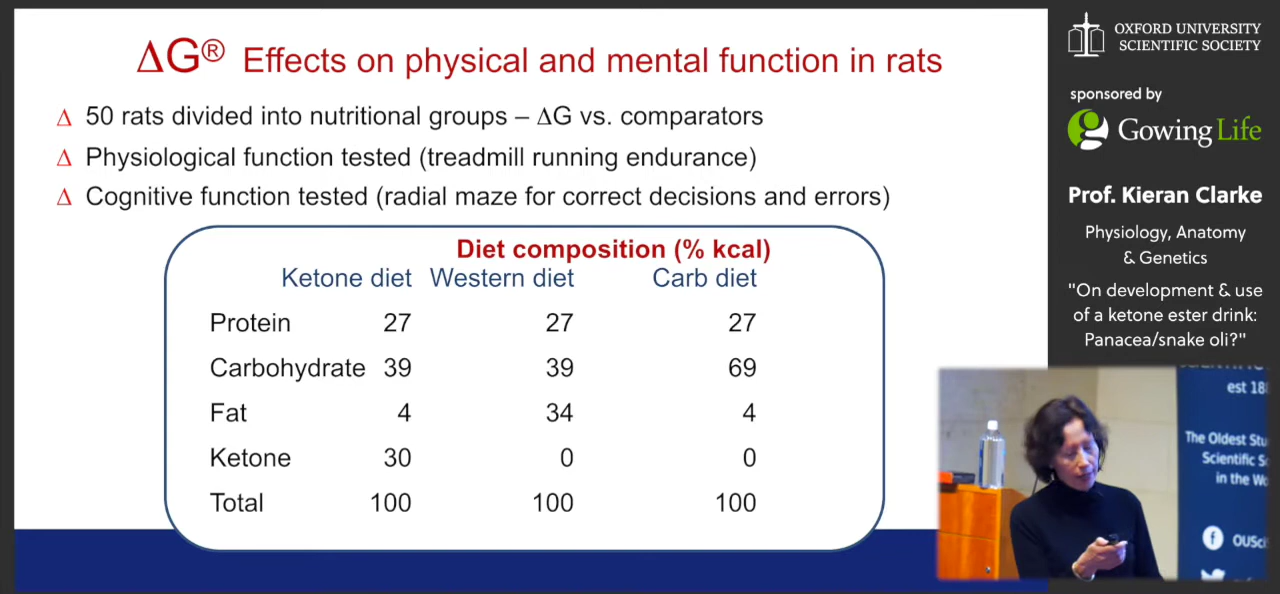 ΔG® Effects on physical and mental function in rats
Δ 50 rats divided into nutritional groups – ΔG vs. comparators
Δ Physiological function tested (treadmill running endurance)
Δ Cognitive function tested (radial maze for correct decisions and errors)
Diet composition (% kcal)
Ketone diet Western diet Carb diet
Protein 27 27 27
Carbohydrate 39 39 69
Fat 4 34 4
Ketone 30 0 0
Total 100 100 100
OXFORD UNIVERSITY
SCIENTIFIC SOCIETY
sponsored by
Gowing Life
Prof. Kieran Clarke
Physiology, Anatomy
& Genetics
"On development & use
of a ketone ester drink:
Panacea/snake oli?"
est 18
The Oldest Stu
Scientific S
in the Wo
f OUSci